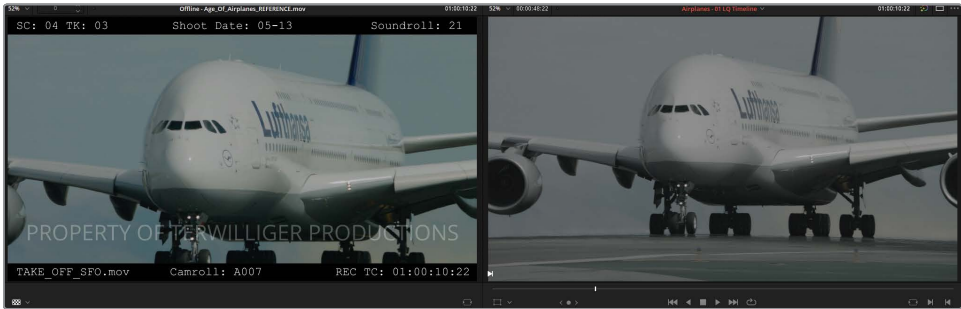 52%
Offline - Age_Of_Airplanes_REFERENCE.mov
01:00:10:22
SC: 04 TK: 03
Shoot Date: 05-13
Soundroll: 21
Lufthansa
PROPERTY OF TERWILLIGER PRODUCTIONS
TAKE_OFF_SFO.mov
Camroll: A007
REC TC: 01:00:10:22
52%
00:00:48:22
Airplanes - 01 LQ Timeline
01:00:10:22
Lufthansa